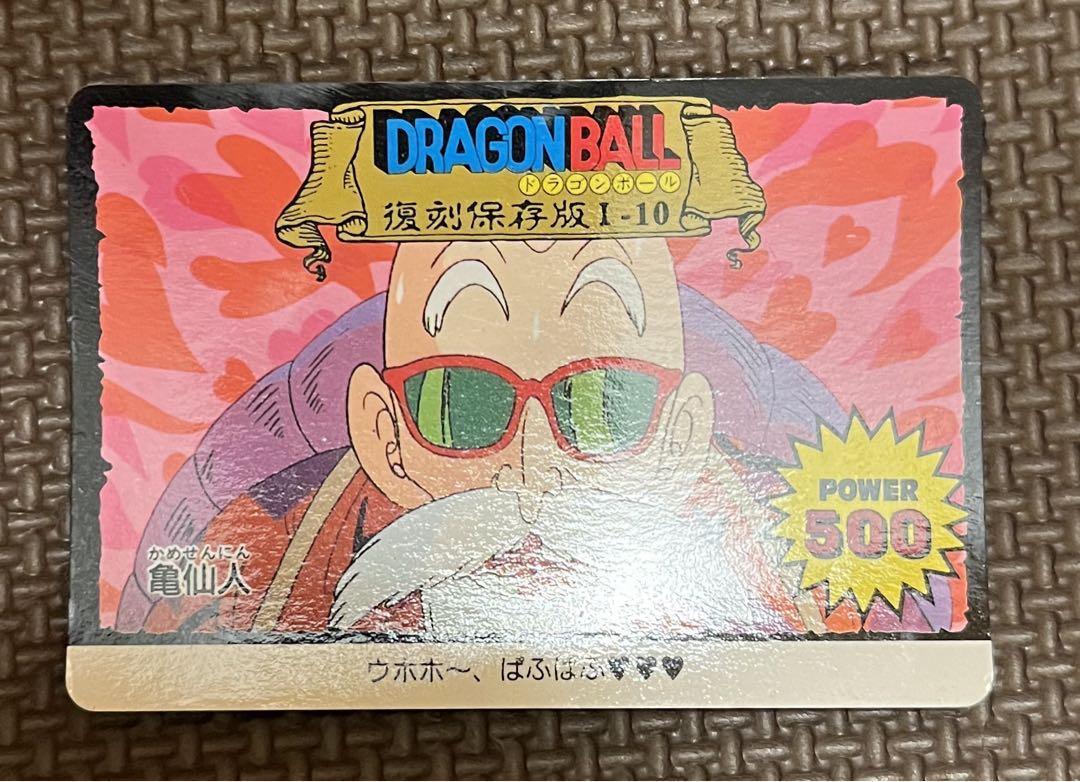 DRAGON BALL
ドラゴンボール
復刻保存版 I-10
POWER
500
かめせんにん
亀仙人
ウホホ〜、ぱふぱふ♥♥♥